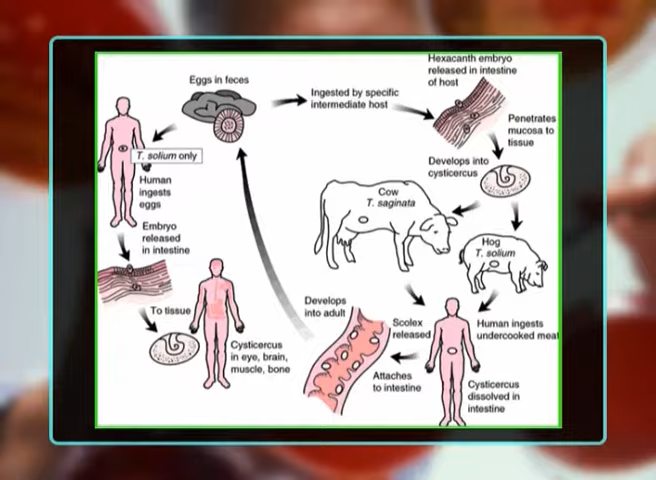 Eggs in feces
Ingested by specific
intermediate host
Hexacanth embryo
released in intestine
of host
Penetrates
mucosa to
tissue
Develops into
cysticercus
Cow
T. saginata
Hog
T. solium
Human ingests
undercooked meat
Cysticercus
dissolved in
intestine
Scolex
released
Attaches
to intestine
Develops
into adult
T. solium only
Human
ingests
eggs
Embryo
released
in intestine
To tissue
Cysticercus
in eye, brain,
muscle, bone